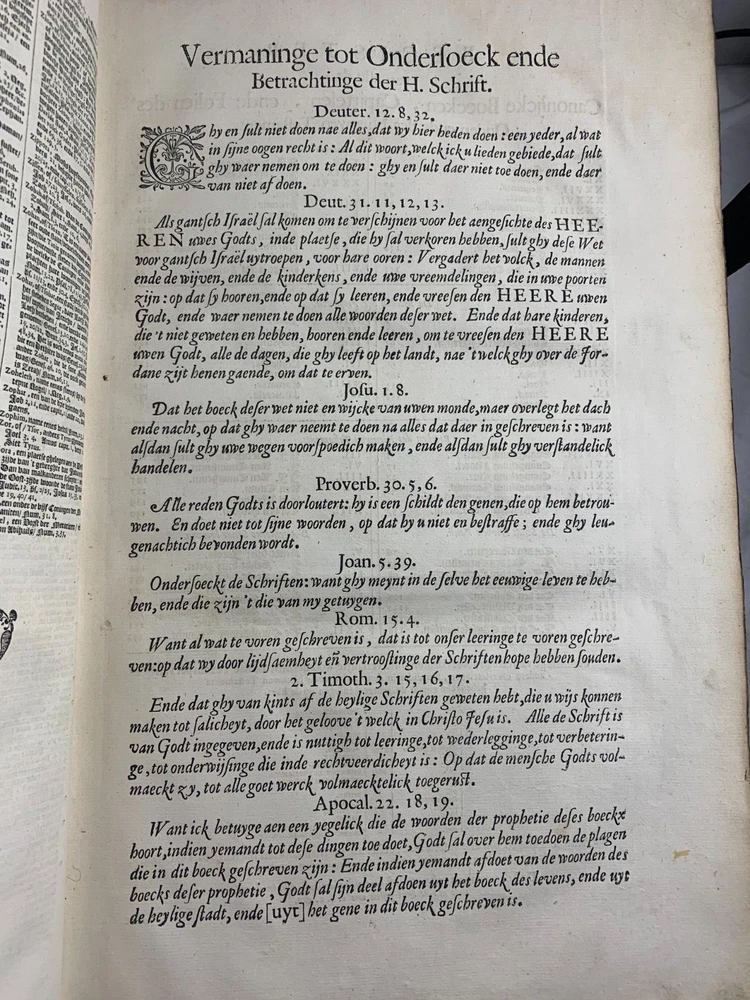 Vermaninge tot Onderſoeck ende
Betrachtinge der H. Schrift.
Deuter. 12. 8, 32.
Ghy en ſult niet doen nae alles, dat wy hier heden doen: een yeder, al wat
in ſijne oogen recht is: Al dit woort, welck ick u lieden gebiede, dat ſult
ghy waer nemen om te doen: ghy en ſult daer niet toe doen, ende daer
van niet af doen.
Deut. 31. 11, 12, 13.
Als gantſch Iſraël ſal komen om te verſchijnen voor het aengeſichte des HEE-
REN uwes Godts, inde plaetſe, die hy ſal verkoren hebben, ſult ghy deſe Wet
voor gantſch Iſraël uytroepen, voor hare ooren: Vergadert het volck, de mannen
ende de wijven, ende de kinderkens, ende uwe vreemdelingen, die in uwe poorten
zijn: op dat ſy hooren, ende op dat ſy leeren, ende vreeſen den HEERE uwen
Godt, ende waer nemen te doen alle woorden deſer wet. Ende dat hare kinderen,
die 't niet geweten en hebben, hooren ende leeren, om te vreeſen den HEERE
uwen Godt, alle de dagen, die ghy leeft op het landt, nae 't welck ghy over de Jor-
dane zijt henen gaende, om dat te erven.
Joſu. 1. 8.
Dat het boeck deſer wet niet en wijcke van uwen monde, maer overlegt het dach
ende nacht, op dat ghy waer neemt te doen na alles dat daer in geſchreven is: want
alſdan ſult ghy uwe wegen voorſpoedich maken, ende alſdan ſult ghy verſtandelick
handelen.
Proverb. 30. 5, 6.
Alle reden Godts is doorloutert: hy is een ſchildt den genen, die op hem betrou-
wen. En doet niet tot ſijne woorden, op dat hy u niet en beſtraffe; ende ghy leu-
genachtich bevonden wordt.
Joan. 5. 39.
Onderſoeckt de Schriften: want ghy meynt in de ſelve het eeuwige leven te heb-
ben, ende die zijn 't die van my getuygen.
Rom. 15. 4.
Want al wat te voren geſchreven is, dat is tot onſer leeringe te voren geſchre-
ven: op dat wy door lijdſaemheyt eñ vertrooſtinge der Schriften hope hebben ſouden.
2. Timoth. 3. 15, 16, 17.
Ende dat ghy van kints af de heylige Schriften geweten hebt, die u wijs konnen
maken tot ſalicheyt, door het geloove 't welck in Chriſto Jeſu is. Alle de Schrift is
van Godt ingegeven, ende is nuttigh tot leeringe, tot wederlegginge, tot verbeterin-
ge, tot onderwijſinge die inde rechtveerdicheyt is: Op dat de menſche Godts vol-
maeckt zy, tot alle goet werck volmaecktelick toegeruſt.
Apocal. 22. 18, 19.
Want ick betuyge aen een yegelick die de woorden der prophetie deſes boeckx
hoort, indien yemandt tot deſe dingen toe doet, Godt ſal over hem toedoen de plagen
die in dit boeck geſchreven zijn: Ende indien yemandt afdoet van de woorden des
boecks deſer prophetie, Godt ſal ſijn deel afdoen uyt het boeck des levens, ende uyt
de heylige ſtadt, ende [uyt] het gene in dit boeck geſchreven is.